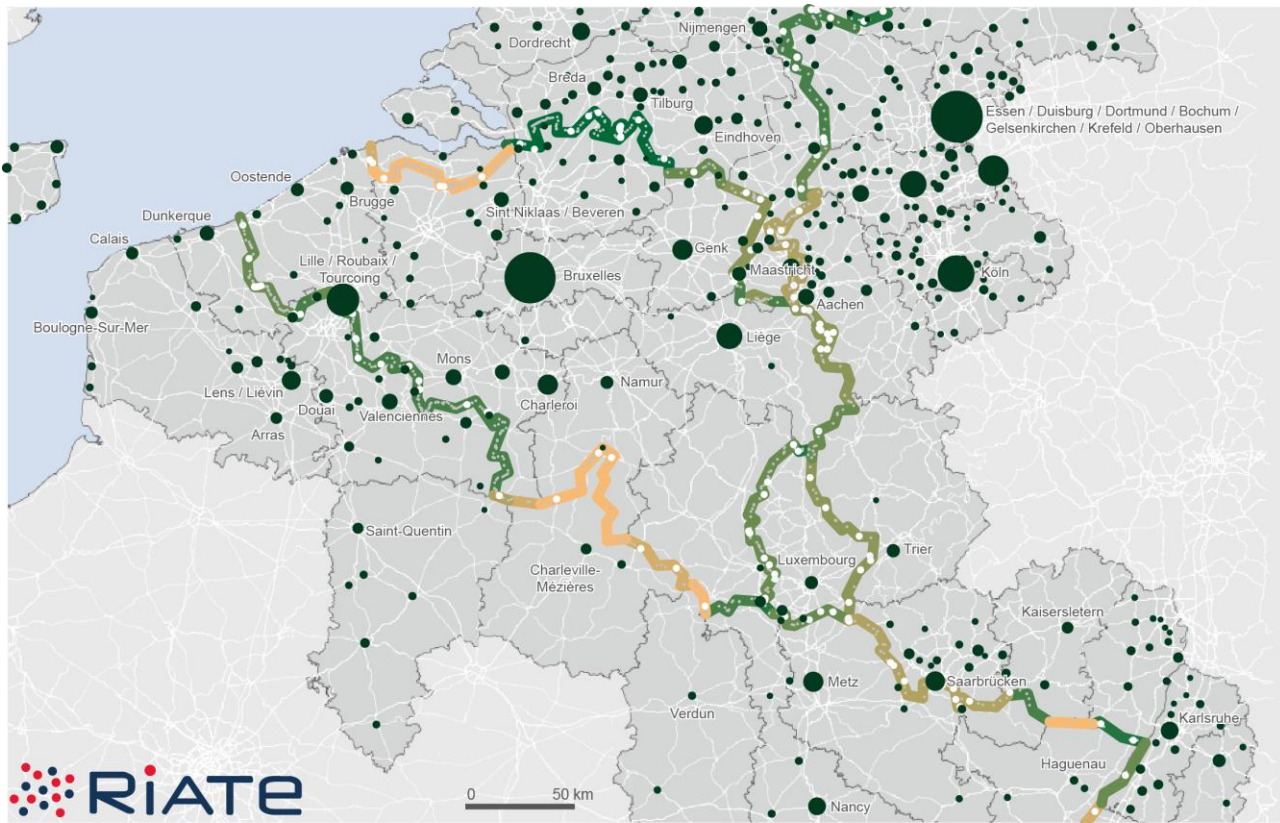 Dordrecht
Nijmengen
Breda
Tilburg
Eindhoven
Essen / Duisburg / Dortmund / Bochum /
Gelsenkirchen / Krefeld / Oberhausen
Oostende
Brugge
Sint Niklaas / Beveren
Dunkerque
Calais
Lille / Roubaix /
Tourcoing
Bruxelles
Genk
Maastricht
Köln
Aachen
Boulogne-Sur-Mer
Liège
Mons
Namur
Lens / Liévin
Douai
Valenciennes
Charleroi
Arras
Saint-Quentin
Charleville-
Mézières
Luxembourg
Trier
Kaisersletern
Metz
Saarbrücken
Verdun
Karlsruhe
Haguenau
Nancy
RIATE
0 50 km